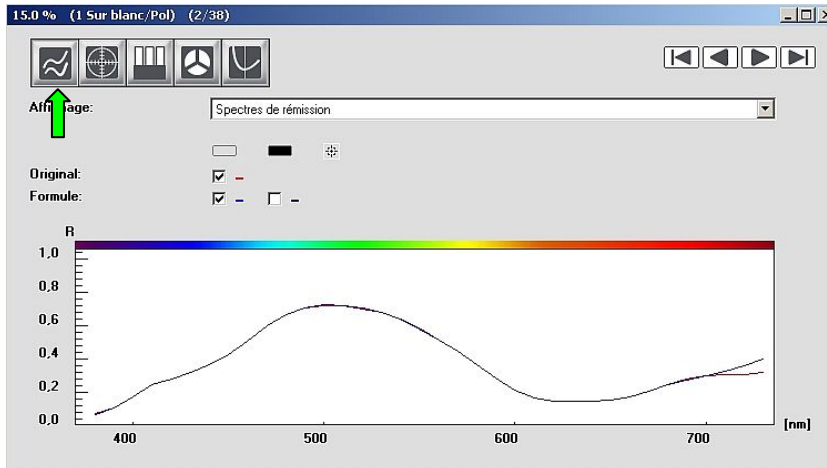 15.0 % (1 Sur blanc/Pol) (2/38)
Affichage: Spectres de rémission
Original:
Formule:
R
1,0
0,8
0,6
0,4
0,2
0,0
400 500 600 700 [nm]